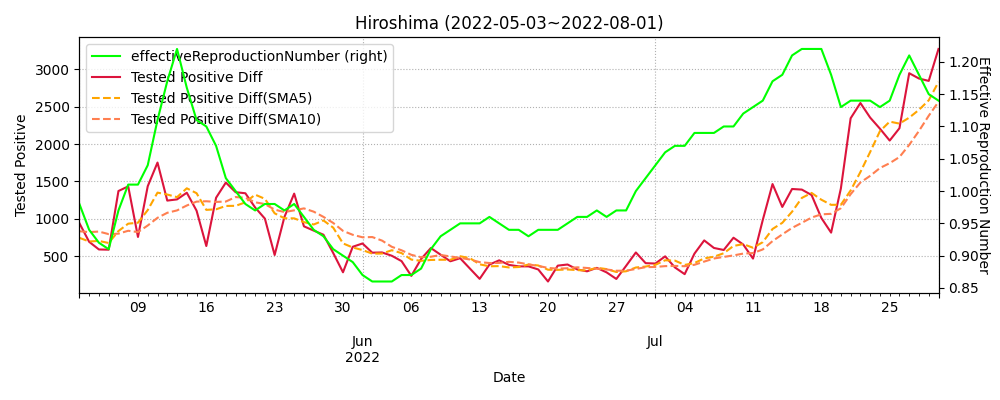 Hiroshima (2022-05-03~2022-08-01)
effectiveReproductionNumber (right)
Tested Positive Diff
Tested Positive Diff(SMA5)
Tested Positive Diff(SMA10)
Tested Positive
3000
2500
2000
1500
1000
500
Effective Reproduction Number
1.20
1.15
1.10
1.05
1.00
0.95
0.90
0.85
09 16 23 30 06 13 20 27 04 11 18 25
Jun Jul
2022
Date